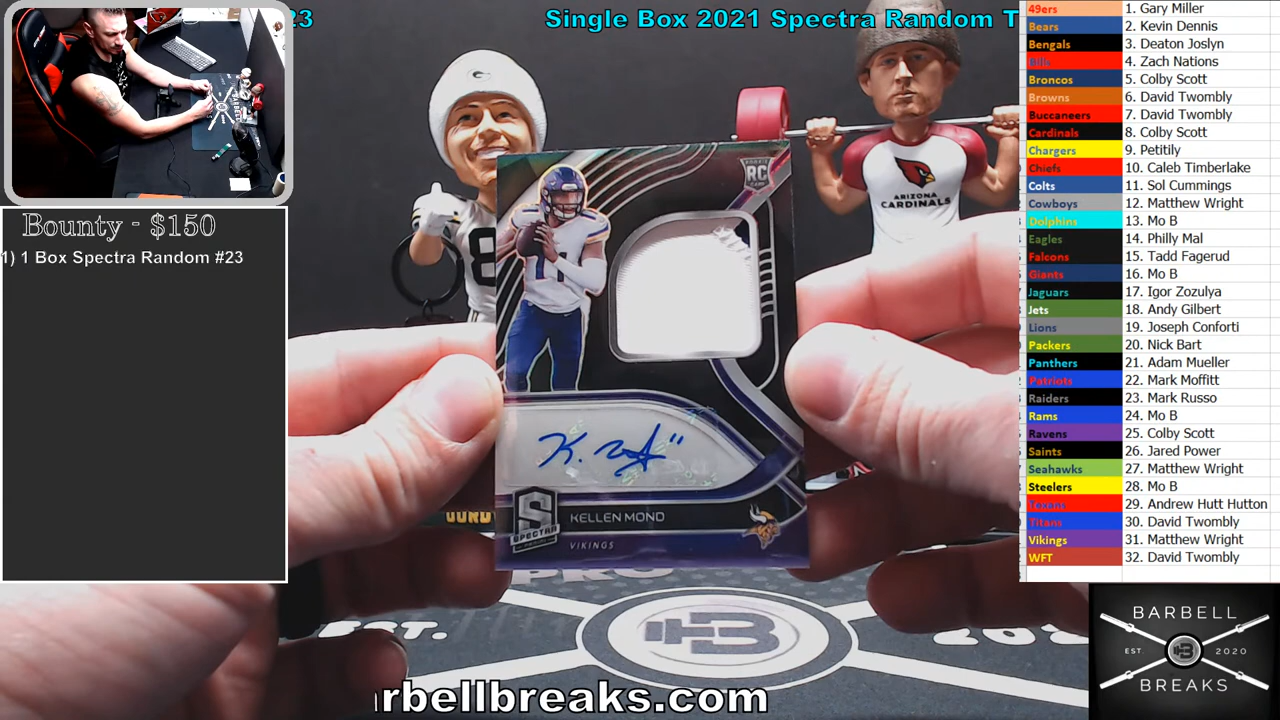 23
Single Box 2021 Spectra Random T
Bounty - $150
1) 1 Box Spectra Random #23
RC
ARIZONA
CARDINALS
8
K. Mond
S
SPECTRA
KELLEN MOND
VIKINGS
EST.
rbellbreaks.com
49ers 1. Gary Miller
Bears 2. Kevin Dennis
Bengals 3. Deaton Joslyn
Bills 4. Zach Nations
Broncos 5. Colby Scott
Browns 6. David Twombly
Buccaneers 7. David Twombly
Cardinals 8. Colby Scott
Chargers 9. Petitily
Chiefs 10. Caleb Timberlake
Colts 11. Sol Cummings
Cowboys 12. Matthew Wright
Dolphins 13. Mo B
Eagles 14. Philly Mal
Falcons 15. Tadd Fagerud
Giants 16. Mo B
Jaguars 17. Igor Zozulya
Jets 18. Andy Gilbert
Lions 19. Joseph Conforti
Packers 20. Nick Bart
Panthers 21. Adam Mueller
Patriots 22. Mark Moffitt
Raiders 23. Mark Russo
Rams 24. Mo B
Ravens 25. Colby Scott
Saints 26. Jared Power
Seahawks 27. Matthew Wright
Steelers 28. Mo B
Texans 29. Andrew Hutt Hutton
Titans 30. David Twombly
Vikings 31. Matthew Wright
WFT 32. David Twombly
BARBELL
EST. 2020
BREAKS